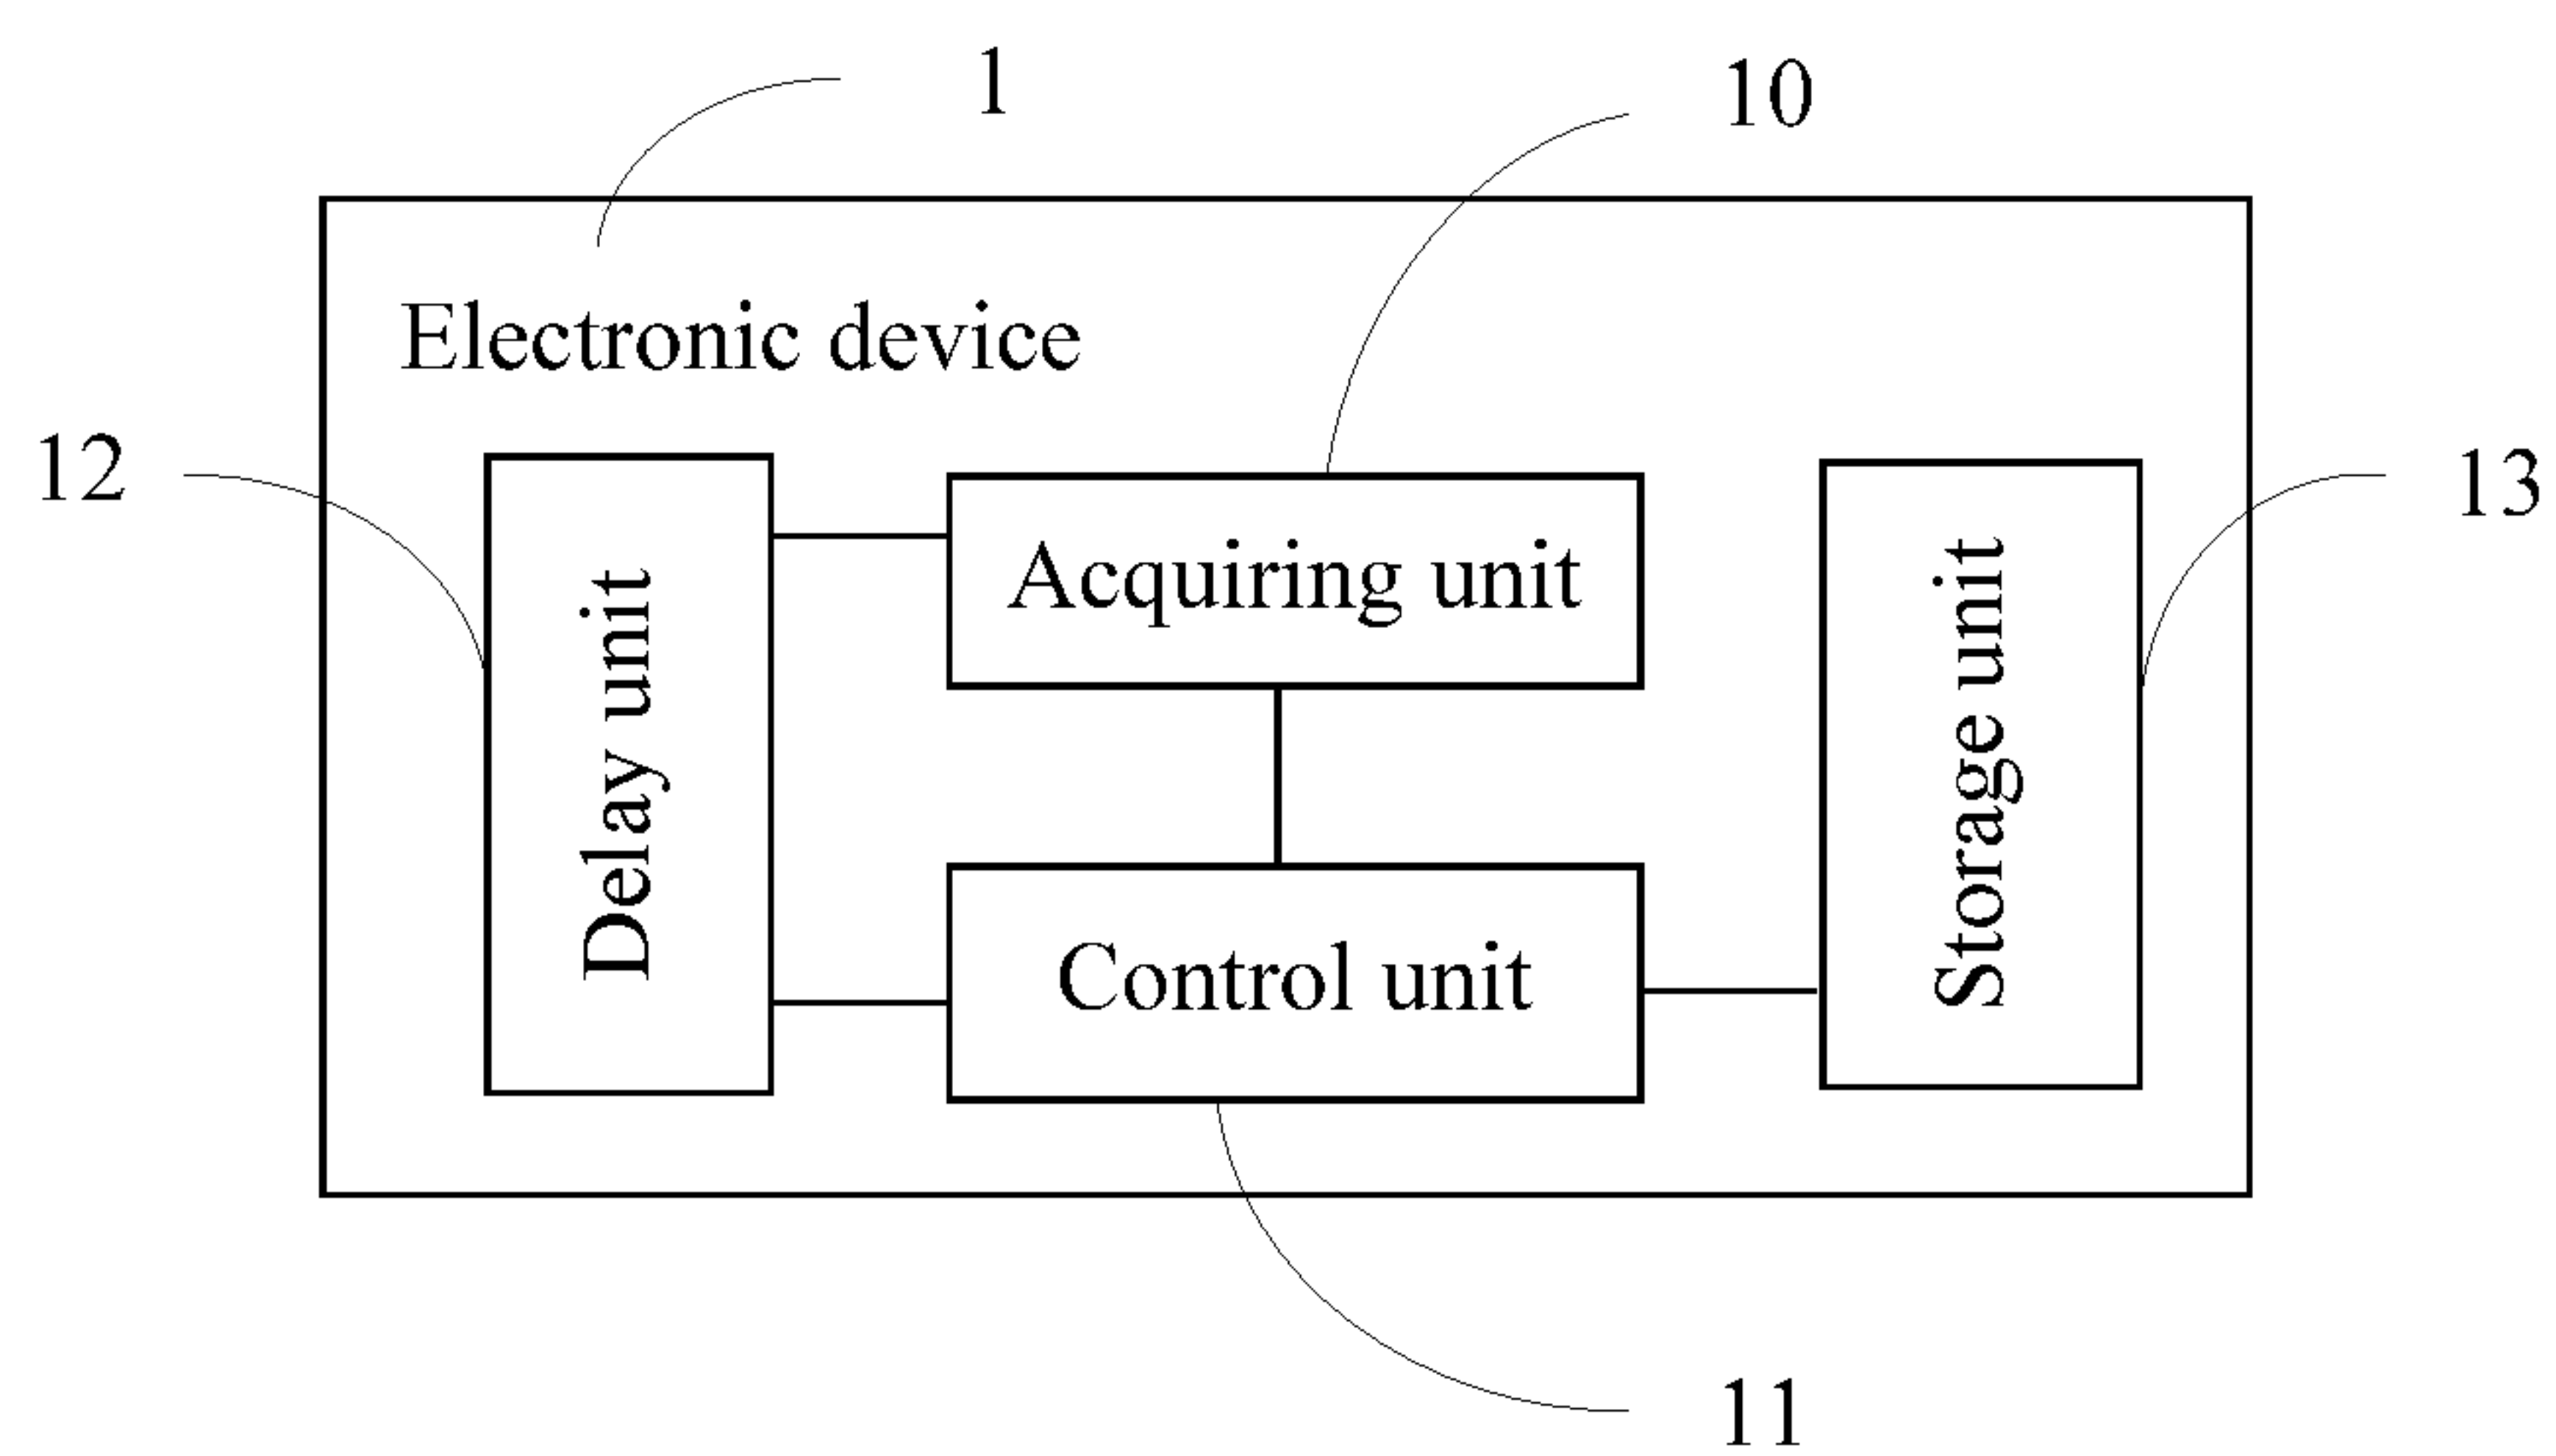 1
10
Electronic device
12
13
Acquiring unit
Delay unit
Storage unit
Control unit
11